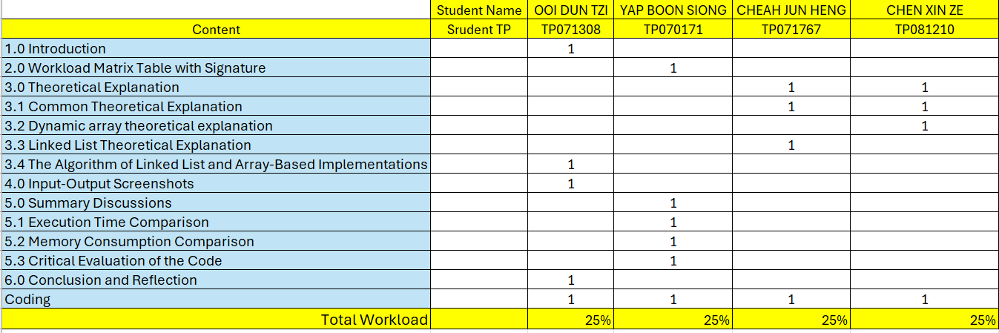 Student Name OOI DUN TZI YAP BOON SIONG CHEAH JUN HENG CHEN XIN ZE
Content Srudent TP TP071308 TP070171 TP071767 TP081210
1.0 Introduction 1
2.0 Workload Matrix Table with Signature 1
3.0 Theoretical Explanation 1 1
3.1 Common Theoretical Explanation 1 1
3.2 Dynamic array theoretical explanation 1
3.3 Linked List Theoretical Explanation 1
3.4 The Algorithm of Linked List and Array-Based Implementations 1
4.0 Input-Output Screenshots 1
5.0 Summary Discussions 1
5.1 Execution Time Comparison 1
5.2 Memory Consumption Comparison 1
5.3 Critical Evaluation of the Code 1
6.0 Conclusion and Reflection 1
Coding 1 1 1 1
Total Workload 25% 25% 25% 25%